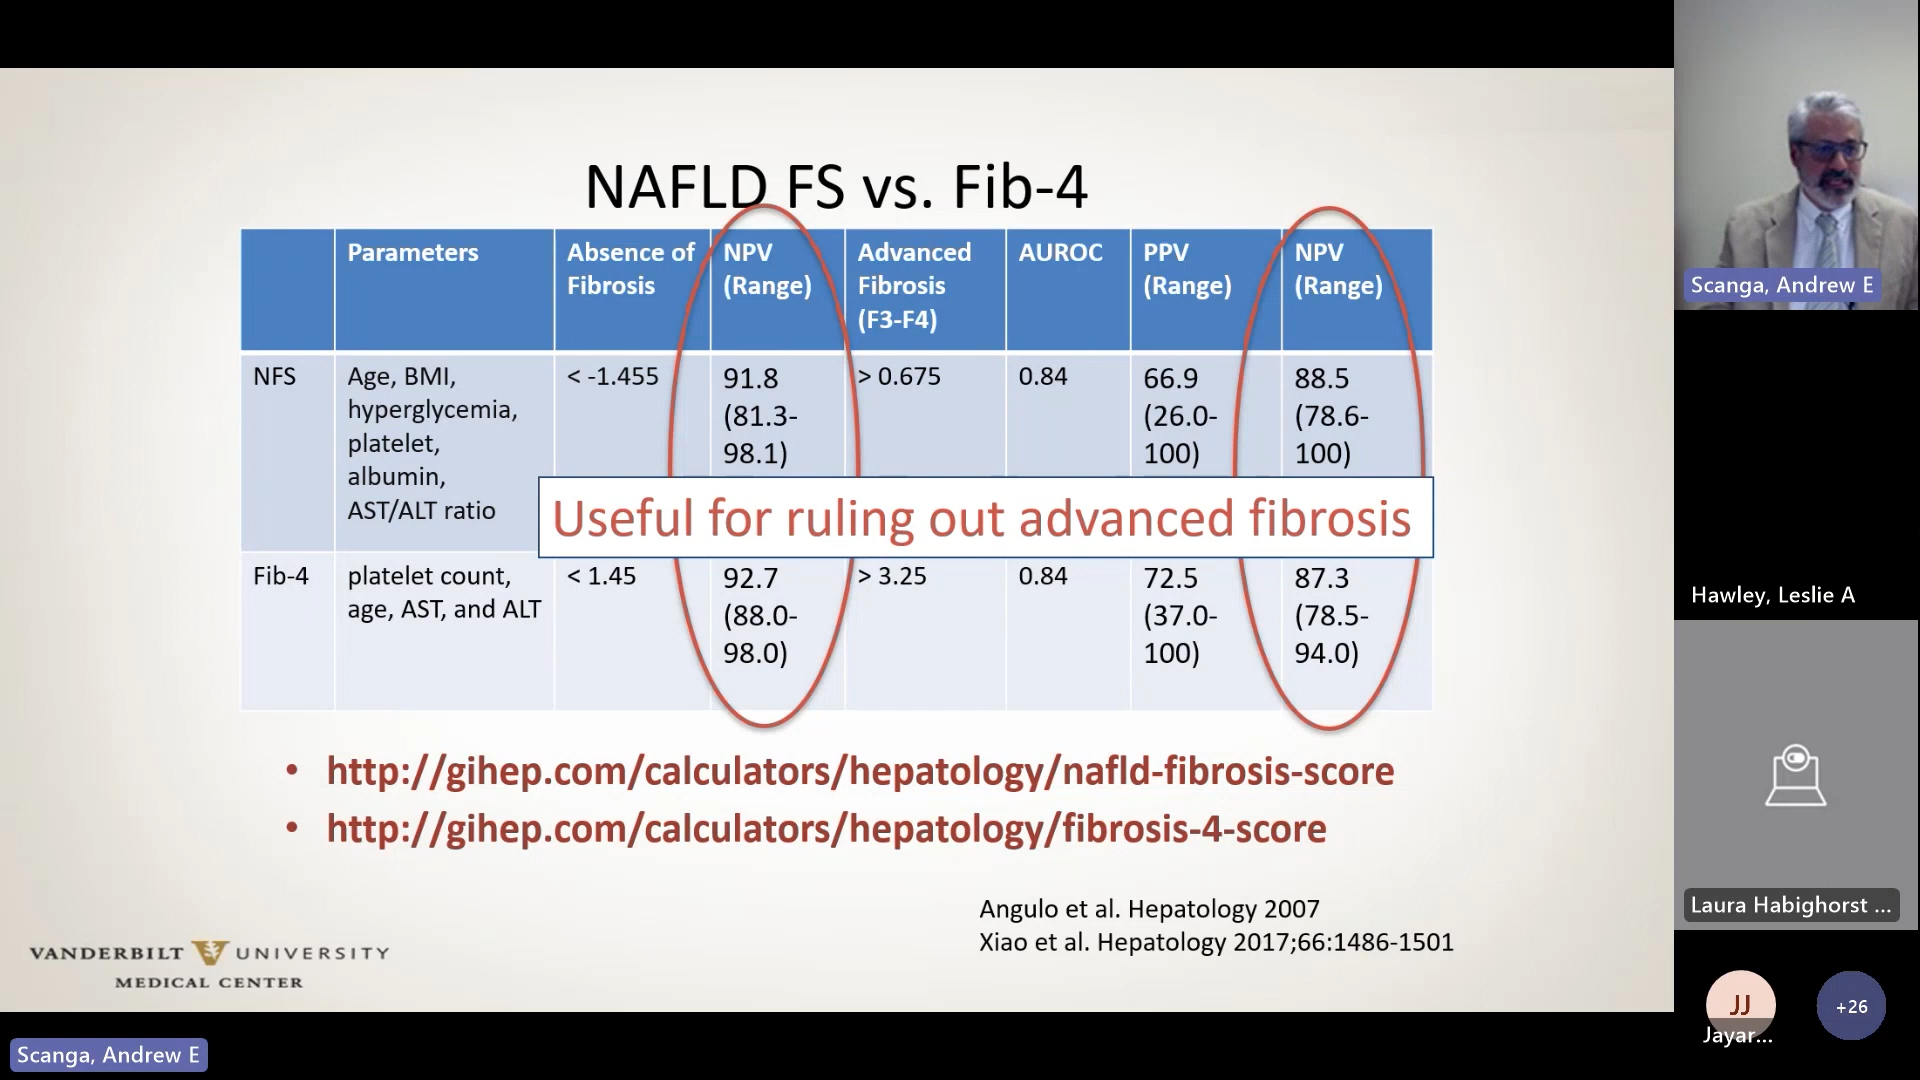 NAFLD FS vs. Fib-4
Parameters
Absence of
Fibrosis
NPV
(Range)
Advanced
Fibrosis
(F3-F4)
AUROC
PPV
(Range)
NPV
(Range)
NFS
Age, BMI,
hyperglycemia,
platelet,
albumin,
AST/ALT ratio
< -1.455
91.8
(81.3-
98.1)
> 0.675
0.84
66.9
(26.0-
100)
88.5
(78.6-
100)
Useful for ruling out advanced fibrosis
Fib-4
platelet count,
age, AST, and ALT
< 1.45
92.7
(88.0-
98.0)
> 3.25
0.84
72.5
(37.0-
100)
87.3
(78.5-
94.0)
• http://gihep.com/calculators/hepatology/nafld-fibrosis-score
• http://gihep.com/calculators/hepatology/fibrosis-4-score
Angulo et al. Hepatology 2007
Xiao et al. Hepatology 2017;66:1486-1501
VANDERBILT UNIVERSITY
MEDICAL CENTER
Scanga, Andrew E
Scanga, Andrew E
Hawley, Leslie A
Laura Habighorst ...
JJ
Jayar...
+26